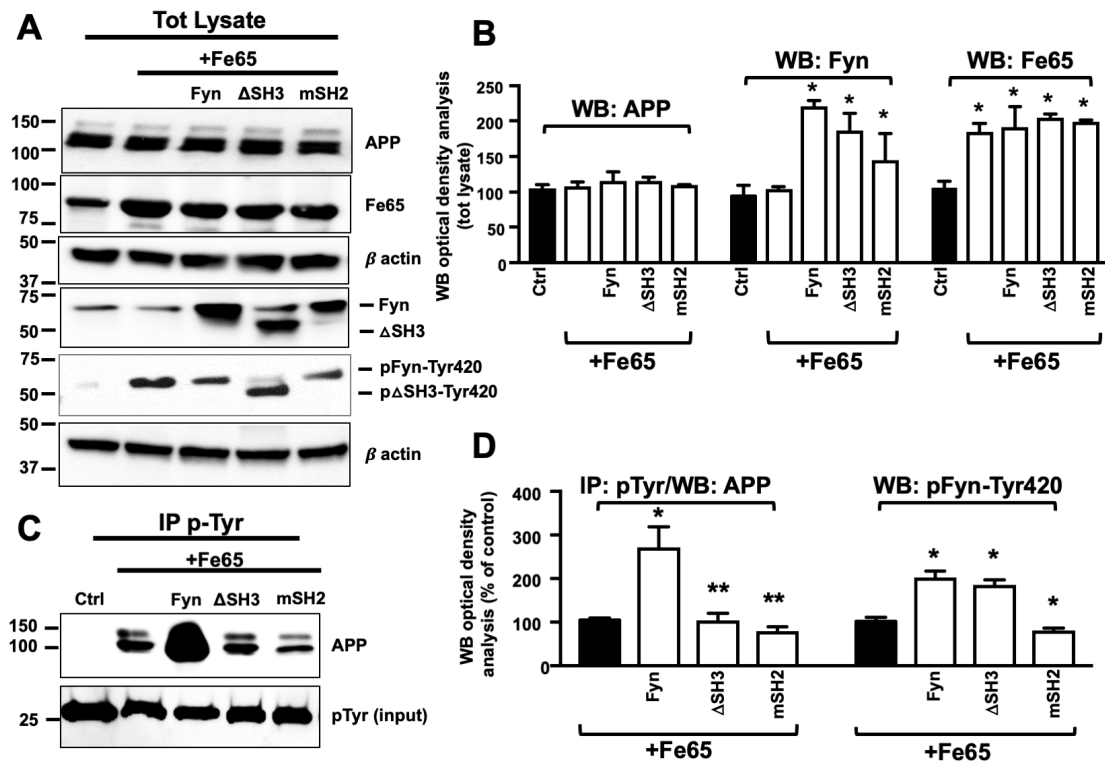 A
Tot Lysate
+Fe65
Fyn ΔSH3 mSH2
150
100
APP
100
75
Fe65
50
37
β actin
75
50
Fyn
ΔSH3
75
50
pFyn-Tyr420
pΔSH3-Tyr420
50
37
β actin
B
WB optical density analysis
(tot lysate)
250
200
150
100
50
0
WB: APP
WB: Fyn
WB: Fe65
* * *
* * * *
Ctrl Fyn ΔSH3 mSH2
Ctrl Fyn ΔSH3 mSH2
Ctrl Fyn ΔSH3 mSH2
+Fe65
+Fe65
+Fe65
C
IP p-Tyr
+Fe65
Ctrl Fyn ΔSH3 mSH2
150
100
APP
25
pTyr (input)
D
WB optical density
analysis (% of control)
400
300
200
100
0
IP: pTyr/WB: APP
WB: pFyn-Tyr420
* ** **
* * *
Fyn ΔSH3 mSH2
Fyn ΔSH3 mSH2
+Fe65
+Fe65